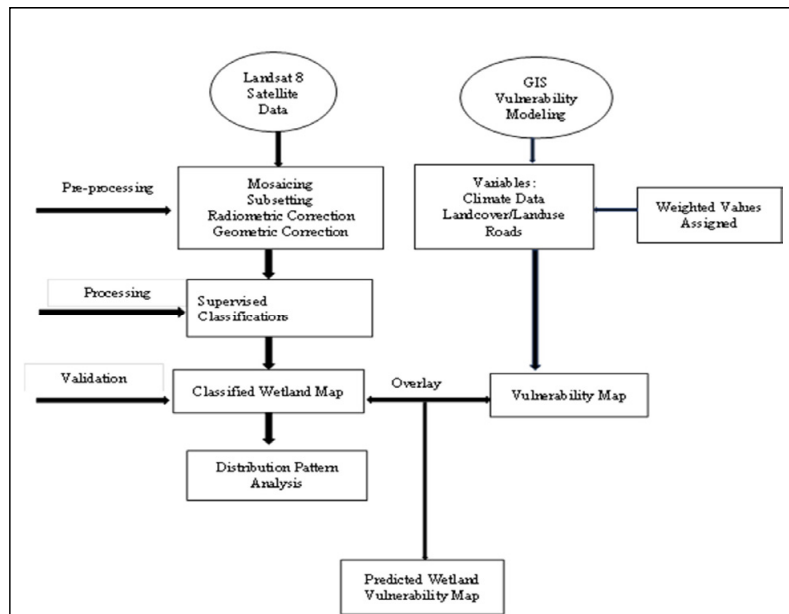 Landsat 8
Satellite
Data
GIS
Vulnerability
Modeling
Pre-processing
Mosaicing
Subsetting
Radiometric Correction
Geometric Correction
Variables :
Climate Data
Landcover/Landuse
Roads
Weighted Values
Assigned
Processing
Supervised
Classifications
Validation
Classified Wetland Map
Overlay
Vulnerability Map
Distribution Pattern
Analysis
Predicted Wetland
Vulnerability Map